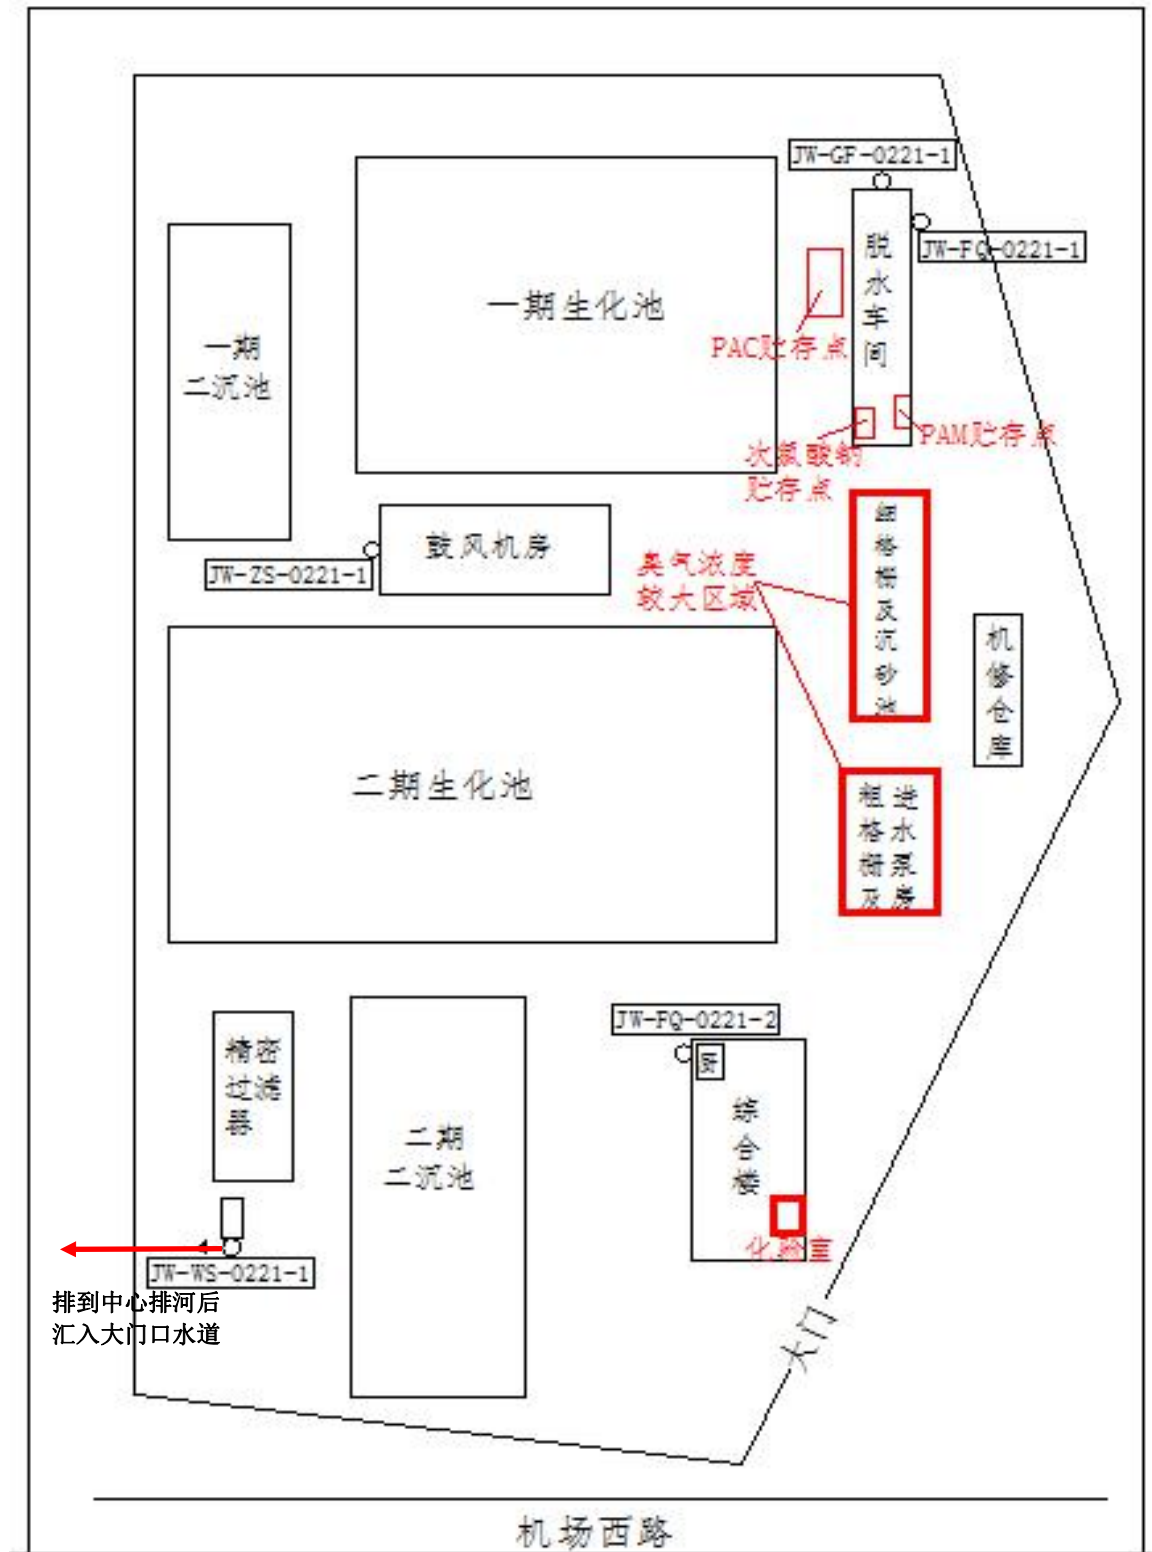 JW-GF-0221-1
JW-FQ-0221-1
脱水车间
一期生化池
PAC贮存点
一期
二沉池
PAM贮存点
次氯酸钠
贮存点
细格栅及沉砂池
鼓风机房
JW-ZS-0221-1
臭气浓度
较大区域
机修仓库
二期生化池
粗格栅及
进水泵房
JW-FQ-0221-2
厨
综合楼
化验室
精密
过滤
器
二期
二沉池
JW-WS-0221-1
排到中心排河后
汇入大门口水道
大门
机场西路